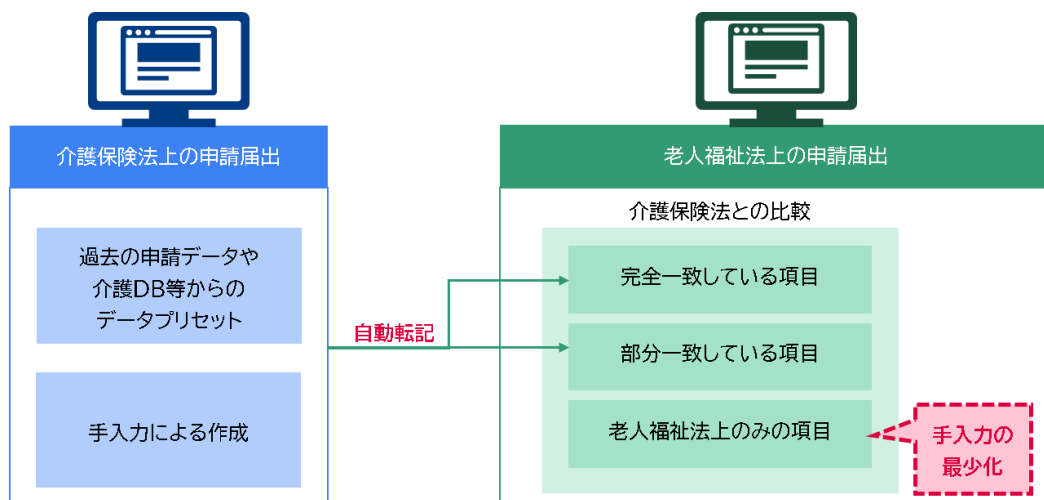 介護保険法上の申請届出
過去の申請データや
介護DB等からの
データプリセット
手入力による作成
自動転記
老人福祉法上の申請届出
介護保険法との比較
完全一致している項目
部分一致している項目
老人福祉法上のみの項目
手入力の
最少化